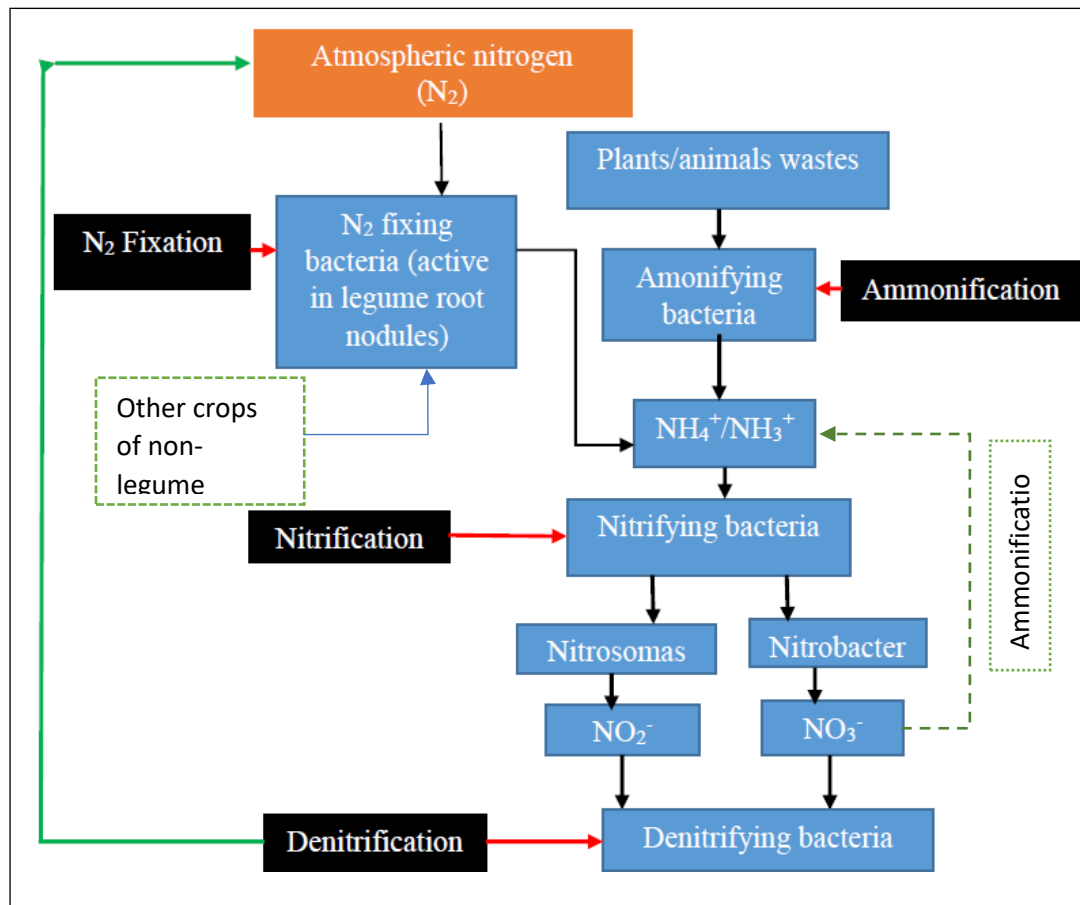 Atmospheric nitrogen
(N₂)
Plants/animals wastes
N₂ Fixation
N₂ fixing
bacteria (active
in legume root
nodules)
Amonifying
bacteria
Ammonification
Other crops
of non-
legume
NH₄⁺/NH₃⁺
Nitrification
Nitrifying bacteria
Ammonificatio
Nitrosomas
Nitrobacter
NO₂⁻
NO₃⁻
Denitrification
Denitrifying bacteria